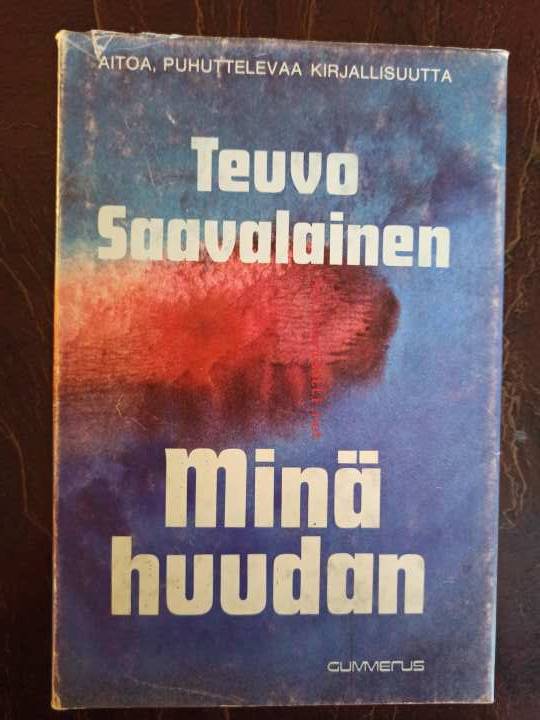 AITOA, PUHUTTELEVAA KIRJALLISUUTTA
Teuvo
Saavalainen
Minä
huudan
GUMMERUS